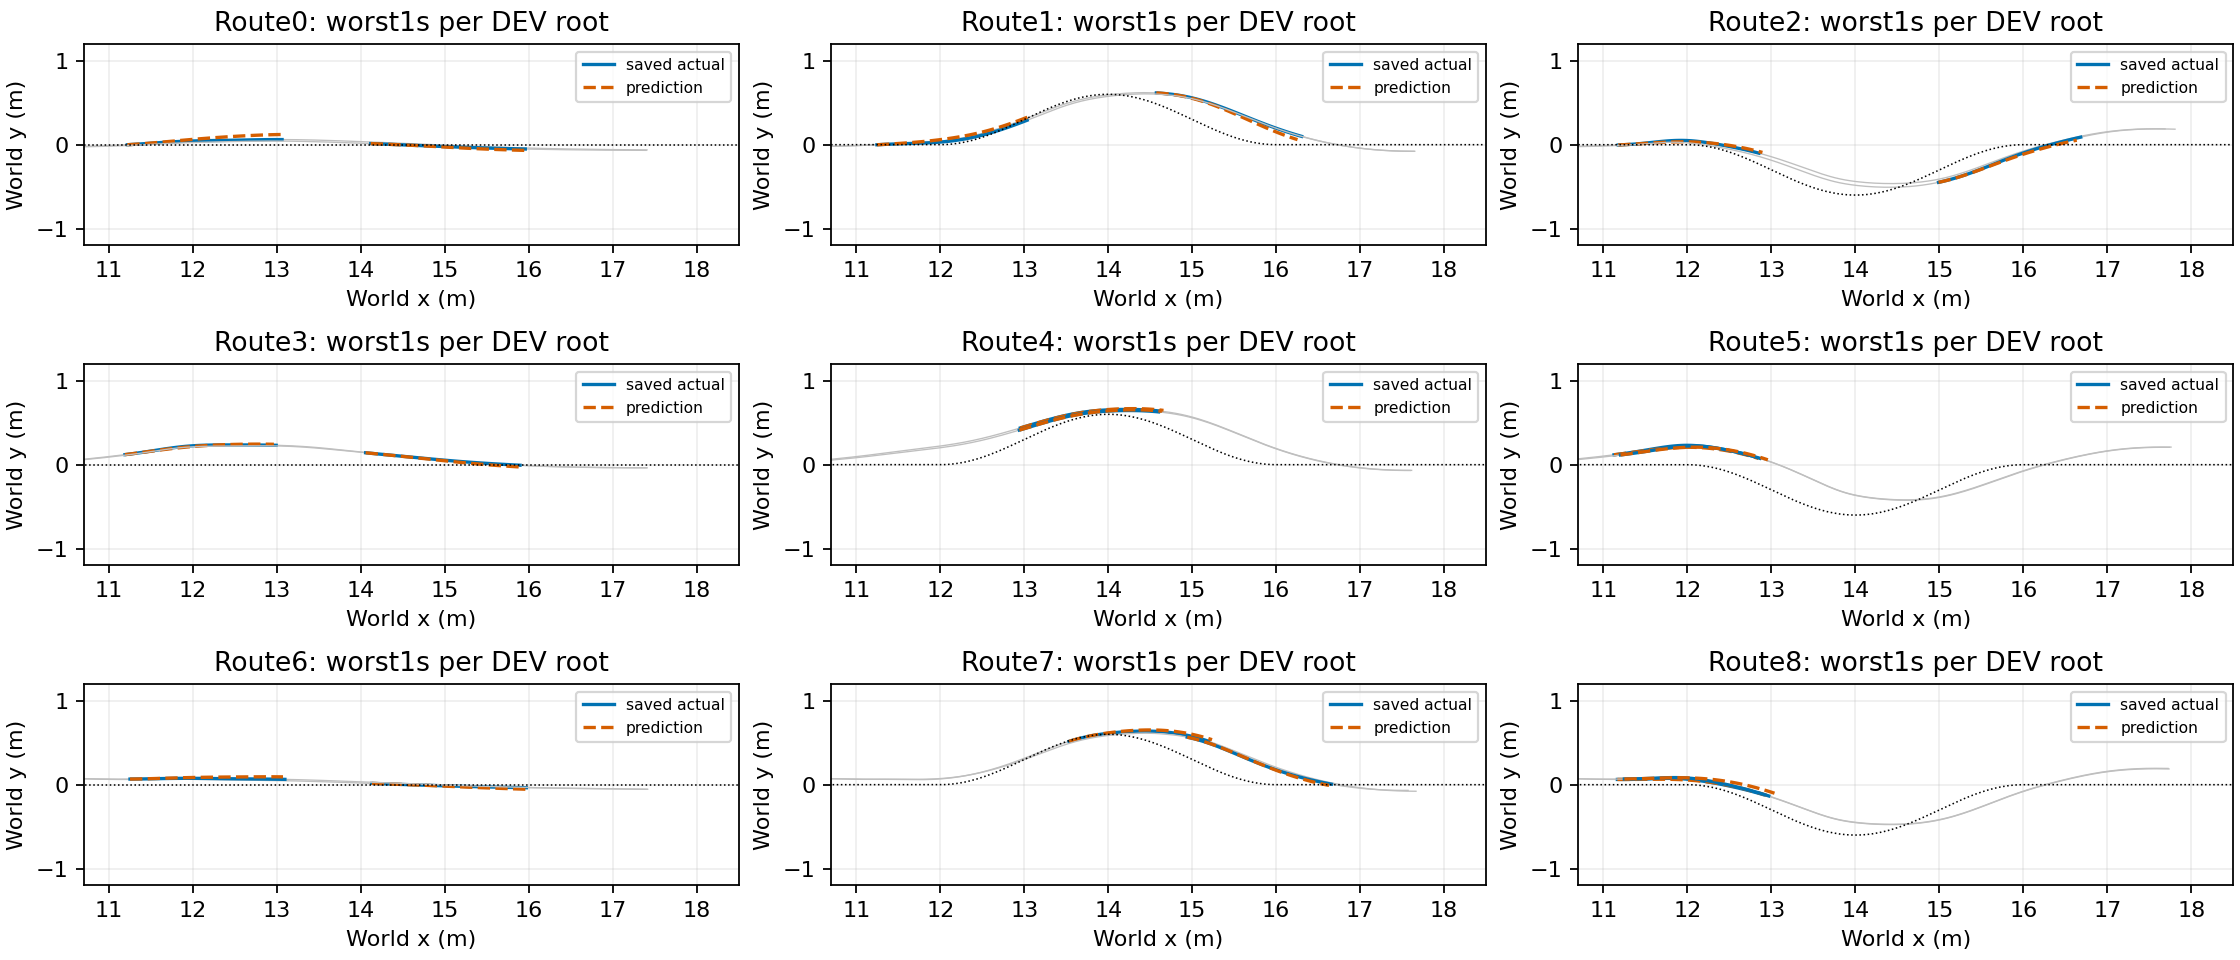 Route0: worst1s per DEV root
Route1: worst1s per DEV root
Route2: worst1s per DEV root
World y (m)
1
0
−1
saved actual
prediction
11 12 13 14 15 16 17 18
World x (m)
World y (m)
1
0
−1
saved actual
prediction
11 12 13 14 15 16 17 18
World x (m)
World y (m)
1
0
−1
saved actual
prediction
11 12 13 14 15 16 17 18
World x (m)
Route3: worst1s per DEV root
Route4: worst1s per DEV root
Route5: worst1s per DEV root
World y (m)
1
0
−1
saved actual
prediction
11 12 13 14 15 16 17 18
World x (m)
World y (m)
1
0
−1
saved actual
prediction
11 12 13 14 15 16 17 18
World x (m)
World y (m)
1
0
−1
saved actual
prediction
11 12 13 14 15 16 17 18
World x (m)
Route6: worst1s per DEV root
Route7: worst1s per DEV root
Route8: worst1s per DEV root
World y (m)
1
0
−1
saved actual
prediction
11 12 13 14 15 16 17 18
World x (m)
World y (m)
1
0
−1
saved actual
prediction
11 12 13 14 15 16 17 18
World x (m)
World y (m)
1
0
−1
saved actual
prediction
11 12 13 14 15 16 17 18
World x (m)